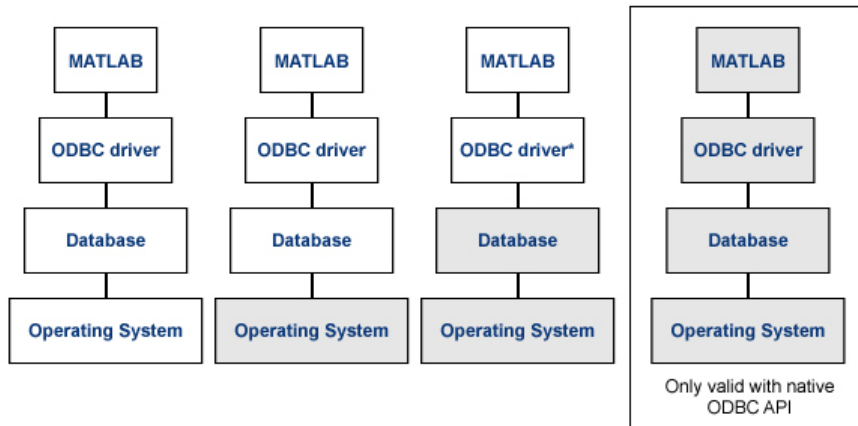 MATLAB
ODBC driver
Database
Operating System
MATLAB
ODBC driver
Database
Operating System
MATLAB
ODBC driver*
Database
Operating System
MATLAB
ODBC driver
Database
Operating System
Only valid with native
ODBC API